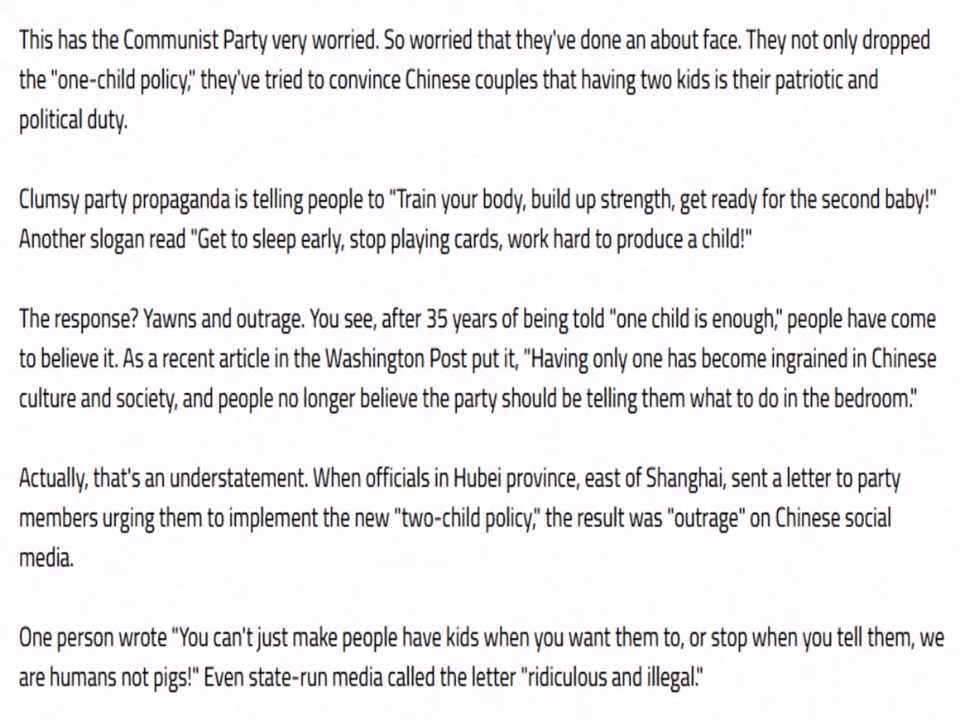 This has the Communist Party very worried. So worried that they've done an about face. They not only dropped
the "one-child policy," they've tried to convince Chinese couples that having two kids is their patriotic and
political duty.
Clumsy party propaganda is telling people to "Train your body, build up strength, get ready for the second baby!"
Another slogan read "Get to sleep early, stop playing cards, work hard to produce a child!"
The response? Yawns and outrage. You see, after 35 years of being told "one child is enough," people have come
to believe it. As a recent article in the Washington Post put it, "Having only one has become ingrained in Chinese
culture and society, and people no longer believe the party should be telling them what to do in the bedroom."
Actually, that's an understatement. When officials in Hubei province, east of Shanghai, sent a letter to party
members urging them to implement the new "two-child policy," the result was "outrage" on Chinese social
media.
One person wrote "You can't just make people have kids when you want them to, or stop when you tell them, we
are humans not pigs!" Even state-run media called the letter "ridiculous and illegal."